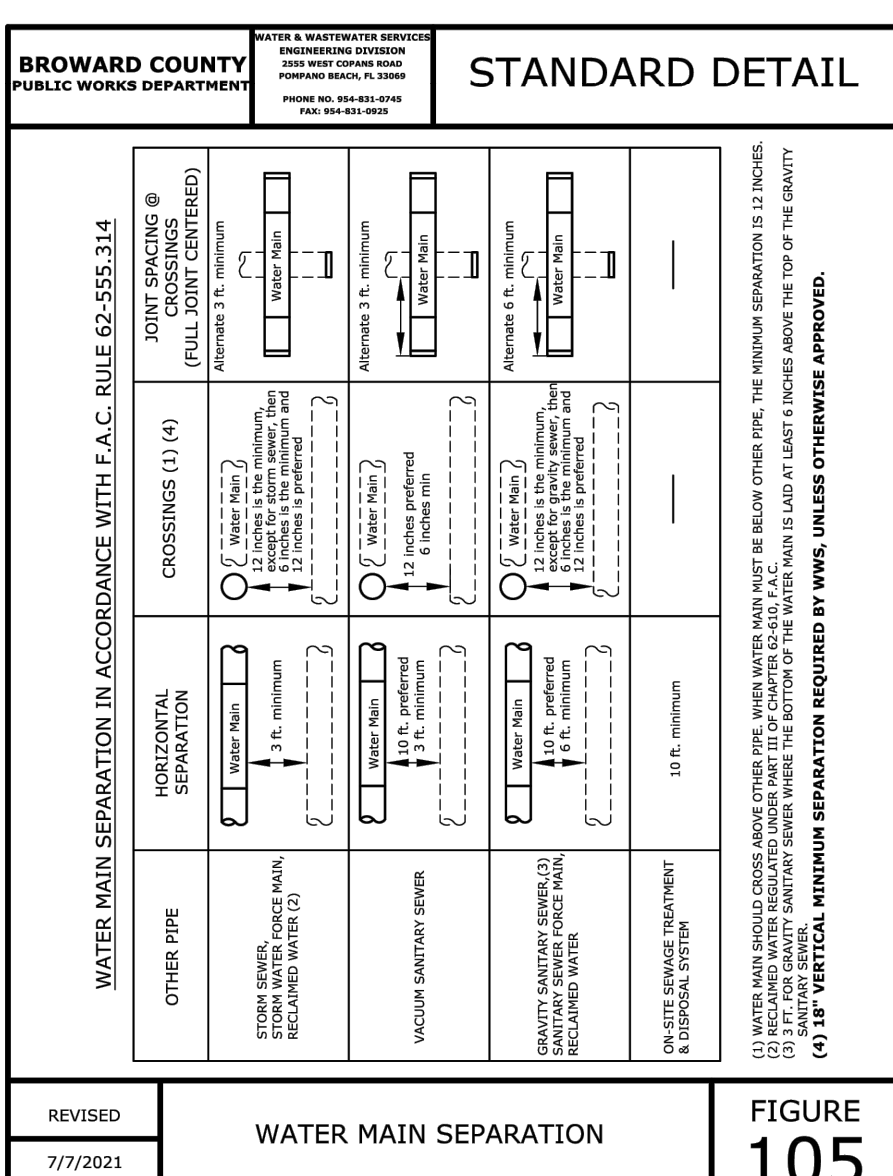 BROWARD COUNTY
PUBLIC WORKS DEPARTMENT
WATER & WASTEWATER SERVICES
ENGINEERING DIVISION
2555 WEST COPANS ROAD
POMPANO BEACH, FL 33069
PHONE NO. 954-831-0745
FAX: 954-831-0925
STANDARD DETAIL
WATER MAIN SEPARATION IN ACCORDANCE WITH F.A.C. RULE 62-555.314
OTHER PIPE
HORIZONTAL
SEPARATION
CROSSINGS (1) (4)
JOINT SPACING @
CROSSINGS
(FULL JOINT CENTERED)
STORM SEWER,
STORM WATER FORCE MAIN,
RECLAIMED WATER (2)
Water Main
3 ft. minimum
Water Main
12 inches is the minimum,
except for storm sewer, then
6 inches is the minimum and
12 inches is preferred
Alternate 3 ft. minimum
Water Main
VACUUM SANITARY SEWER
Water Main
10 ft. preferred
3 ft. minimum
Water Main
12 inches preferred
6 inches min
Alternate 3 ft. minimum
Water Main
GRAVITY SANITARY SEWER,(3)
SANITARY SEWER FORCE MAIN,
RECLAIMED WATER
Water Main
10 ft. preferred
6 ft. minimum
Water Main
12 inches is the minimum,
except for gravity sewer, then
6 inches is the minimum and
12 inches is preferred
Alternate 6 ft. minimum
Water Main
ON-SITE SEWAGE TREATMENT
& DISPOSAL SYSTEM
10 ft. minimum
—
—
(1) WATER MAIN SHOULD CROSS ABOVE OTHER PIPE. WHEN WATER MAIN MUST BE BELOW OTHER PIPE, THE MINIMUM SEPARATION IS 12 INCHES.
(2) RECLAIMED WATER REGULATED UNDER PART III OF CHAPTER 62-610, F.A.C.
(3) 3 FT. FOR GRAVITY SANITARY SEWER WHERE THE BOTTOM OF THE WATER MAIN IS LAID AT LEAST 6 INCHES ABOVE THE TOP OF THE GRAVITY
SANITARY SEWER.
(4) 18" VERTICAL MINIMUM SEPARATION REQUIRED BY WWS, UNLESS OTHERWISE APPROVED.
REVISED
7/7/2021
WATER MAIN SEPARATION
FIGURE
105